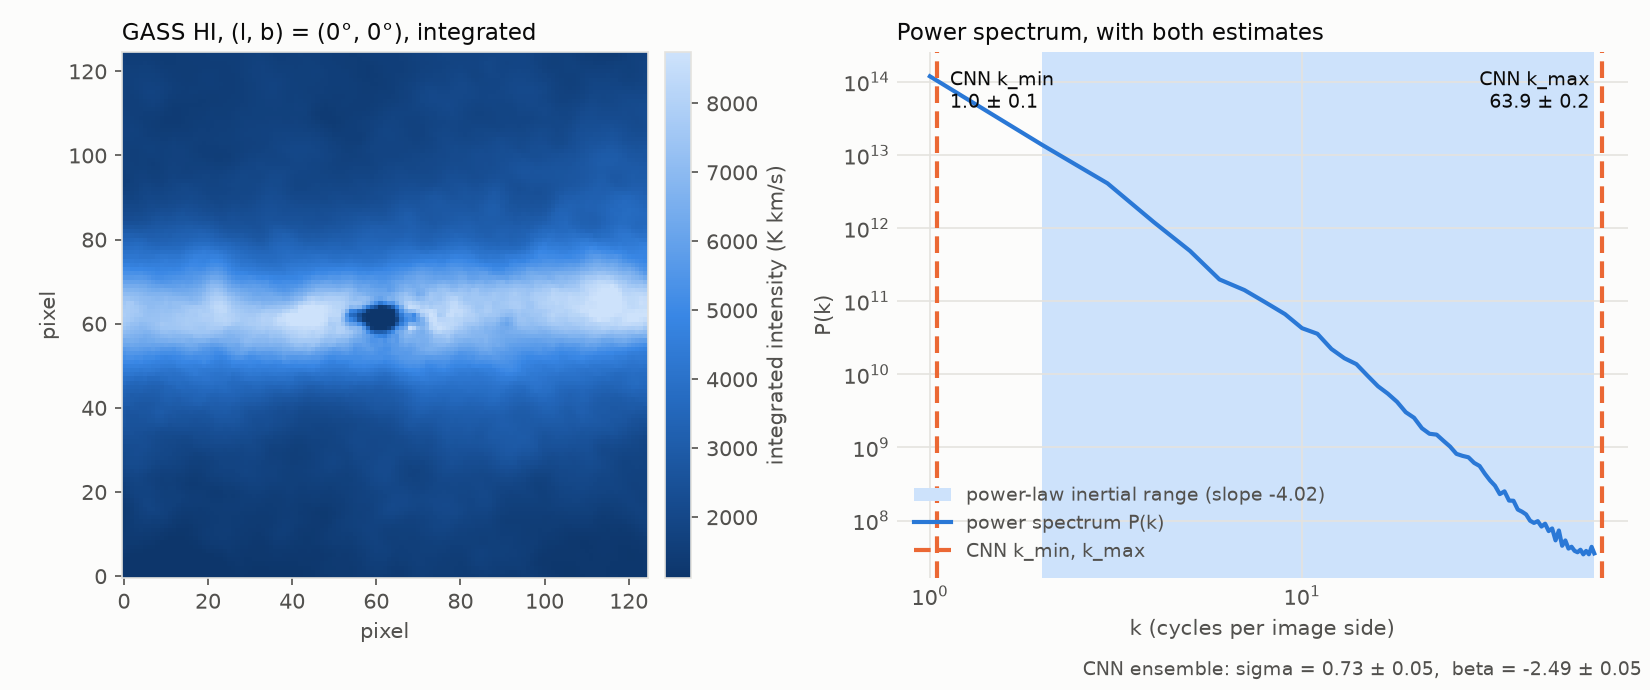 GASS HI, (l, b) = (0°, 0°), integrated
120
100
80
60
40
20
0
pixel
0 20 40 60 80 100 120
pixel
8000
7000
6000
5000
4000
3000
2000
integrated intensity (K km/s)
Power spectrum, with both estimates
10^14
10^13
10^12
10^11
10^10
10^9
10^8
P(k)
CNN k_min
1.0 ± 0.1
CNN k_max
63.9 ± 0.2
power-law inertial range (slope -4.02)
power spectrum P(k)
CNN k_min, k_max
10^0 10^1
k (cycles per image side)
CNN ensemble: sigma = 0.73 ± 0.05, beta = -2.49 ± 0.05